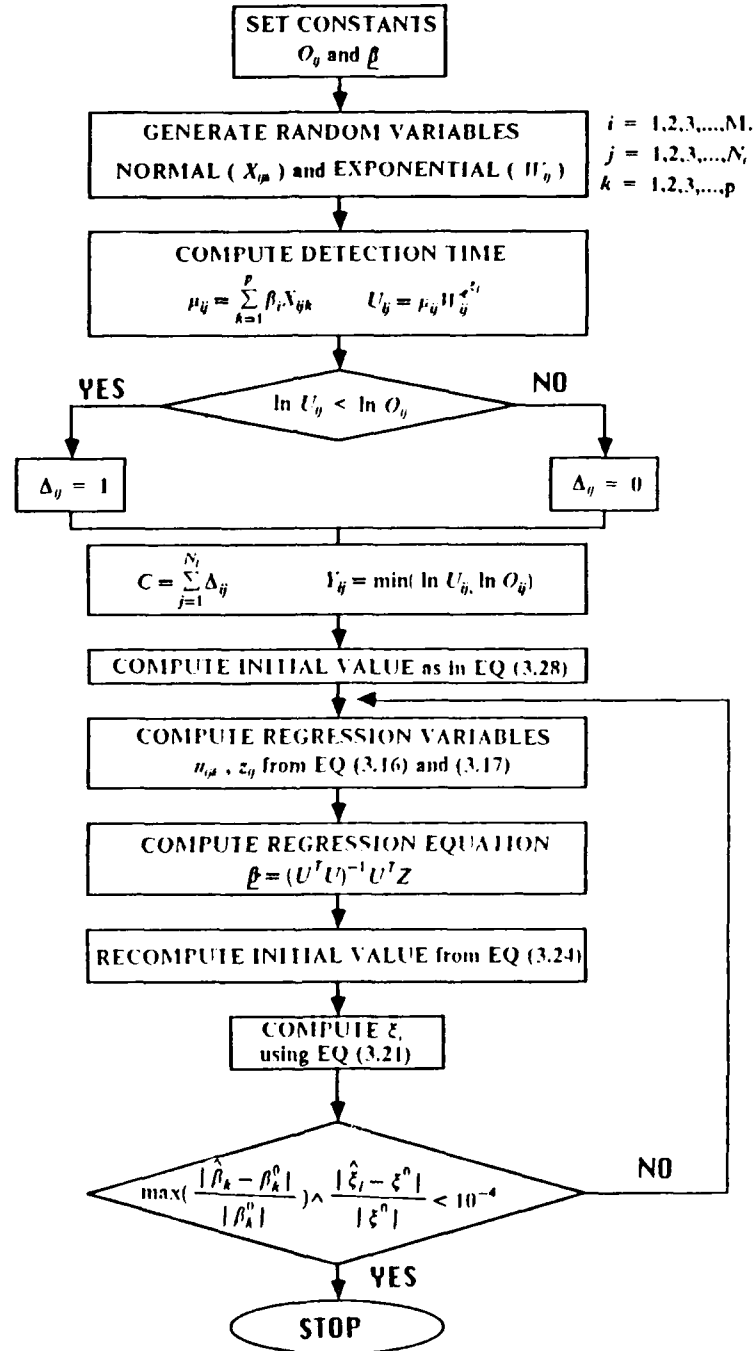 SET CONSTANTS
O_ij and β
GENERATE RANDOM VARIABLES
NORMAL ( X_ijk ) and EXPONENTIAL ( W_ij )
i = 1,2,3,...,M.
j = 1,2,3,...,N_i
k = 1,2,3,...,p
COMPUTE DETECTION TIME
μ_ij = Σ_{k=1}^{p} β_i X_ijk U_ij = μ_ij W_ij
ln U_ij < ln O_ij
YES
NO
Δ_ij = 1
Δ_ij = 0
C = Σ_{j=1}^{N_i} Δ_ij Y_ij = min( ln U_ij, ln O_ij)
COMPUTE INITIAL VALUE as in EQ (3.28)
COMPUTE REGRESSION VARIABLES
u_ijk , z_ij from EQ (3.16) and (3.17)
COMPUTE REGRESSION EQUATION
β = (U^T U)^{-1} U^T Z
RECOMPUTE INITIAL VALUE from EQ (3.24)
COMPUTE ξ_i
using EQ (3.21)
max( |β̂_k − β_k^0| / |β_k^0| ) ∧ |ξ̂_i − ξ^0| / |ξ^0| < 10^{-4}
NO
YES
STOP